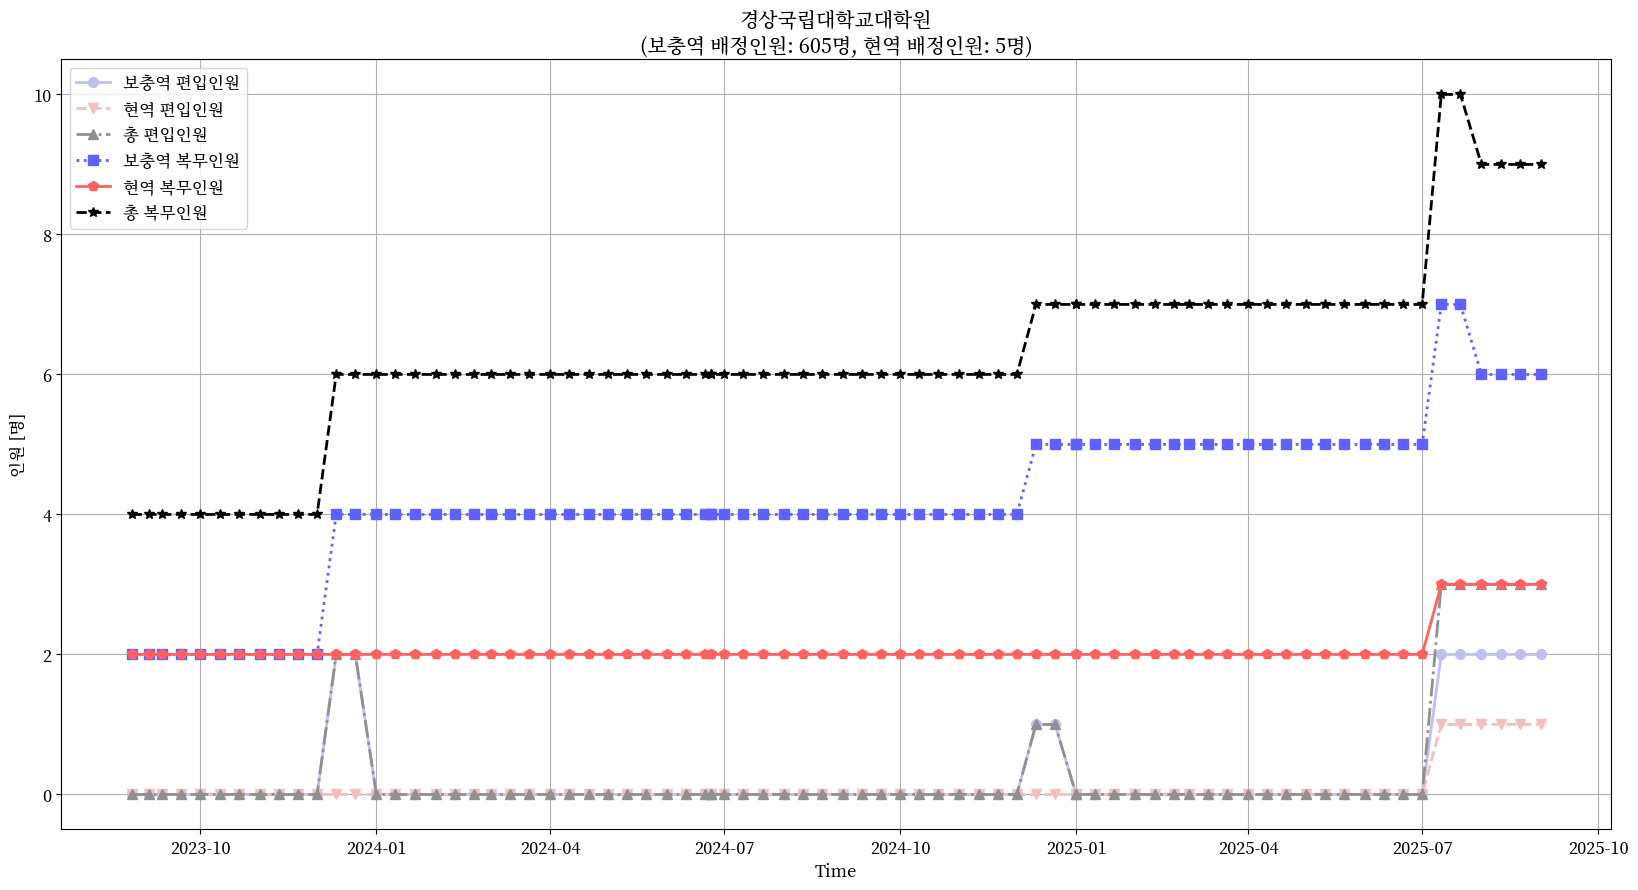 경상국립대학교대학원
(보충역 배정인원: 605명, 현역 배정인원: 5명)
보충역 편입인원
현역 편입인원
총 편입인원
보충역 복무인원
현역 복무인원
총 복무인원
인원 [명]
10
8
6
4
2
0
2023-10
2024-01
2024-04
2024-07
2024-10
2025-01
2025-04
2025-07
2025-10
Time